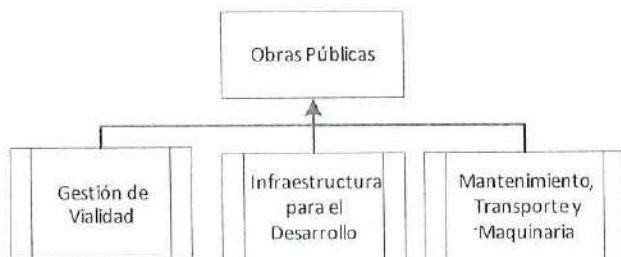 Obras Públicas
Gestión de
Vialidad
Infraestructura
para el
Desarrollo
Mantenimiento,
Transporte y
Maquinaria